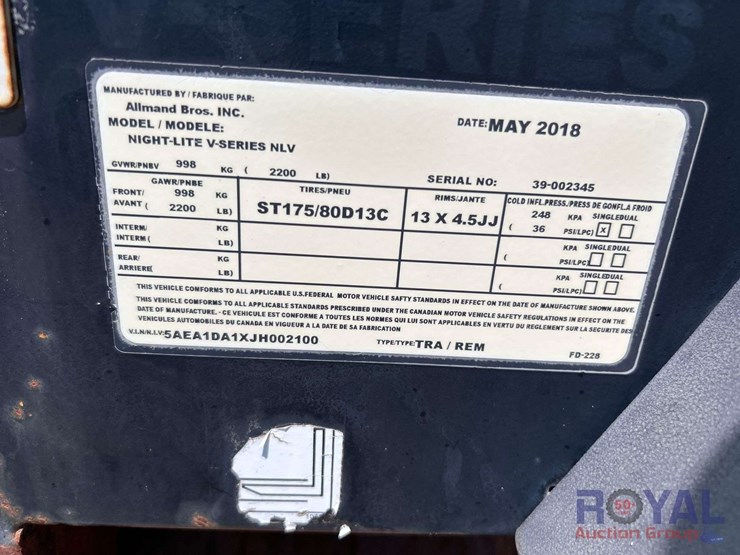 V-SERIES
MANUFACTURED BY / FABRIQUE PAR:
Allmand Bros. INC.
DATE: MAY 2018
MODEL / MODELE:
NIGHT-LITE V-SERIES NLV
GVWR/PNBV 998 KG ( 2200 LB)
SERIAL NO: 39-002345
GAWR/PNBE TIRES/PNEU RIMS/JANTE COLD INFL.PRESS./PRESS DE GONFL.A FROID
FRONT/ 998 KG ST175/80D13C 13 X 4.5JJ 248 KPA SINGLE DUAL
AVANT ( 2200 LB) ( 36 PSI/LPC) X
INTERM/ KG KPA SINGLE DUAL
INTERM ( LB) PSI/LPC)
REAR/ KG KPA SINGLE DUAL
ARRIERE LB) PSI/LPC)
THIS VEHICLE CONFORMS TO ALL APPLICABLE U.S.FEDERAL MOTOR VEHICLE SAFTY STANDARDS IN EFFECT ON THE DATE OF MANUFACTURE SHOWN ABOVE.
THIS VEHICLE CONFORMS TO ALL APPLICABLE STANDARDS PRESCRIBED UNDER THE CANADIAN MOTOR VEHICLE SAFETY REGULATIONS IN EFFECT ON THE
DATE OF MANUFACTURE. - CE VEHICULE EST CONFORME A TOUTES LES NORMES QUI LUI SONT APPLICABLES EN VERTU DU REGLEMENT SUR LA SECURITE DES
VENICULES AUTOMOBILES DU CANADA EN VIGUEUR A LA DATE DE SA FABRICATION
V.I.N/N.I.V: 5AEA1DA1XJH002100 TYPE/TYPE: TRA / REM FD-228
ROYAL
50
Auction Group